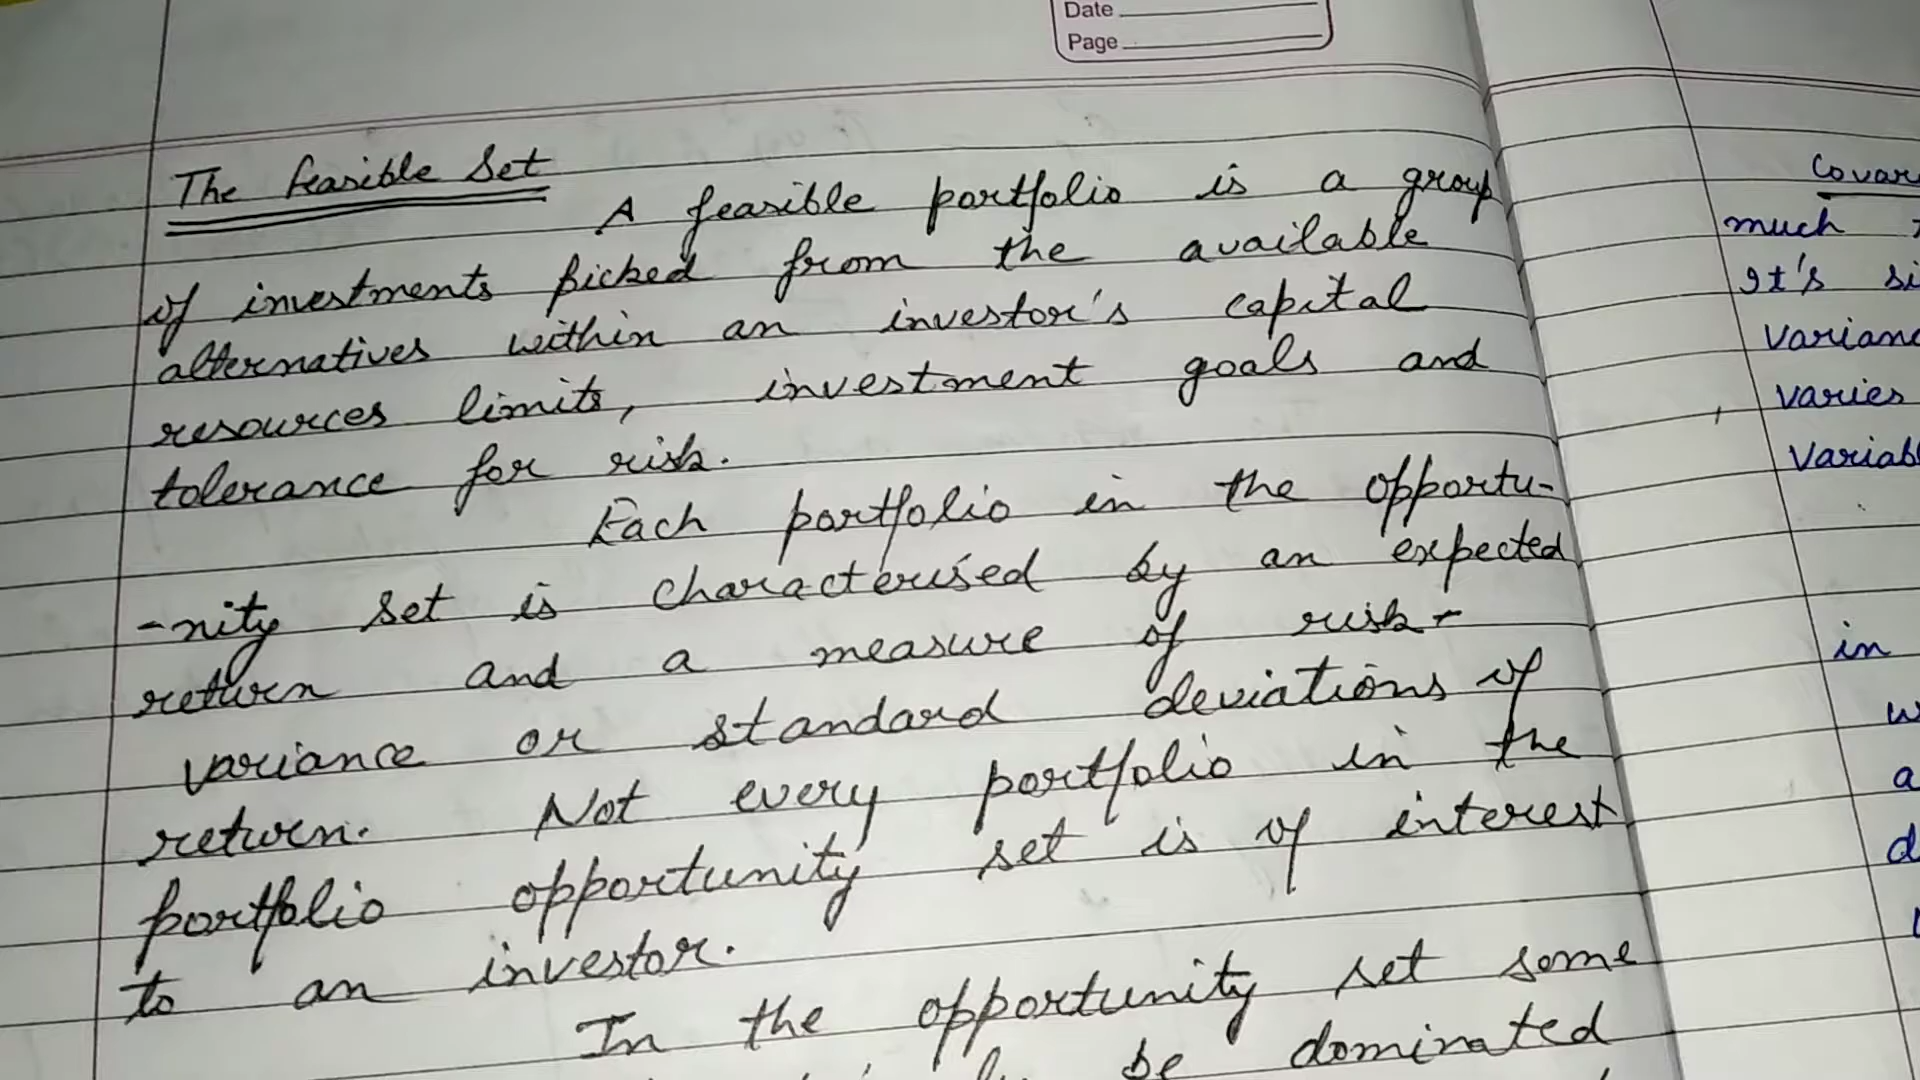 Date
Page
The feasible Set
A feasible portfolio is a group
of investments picked from the available
alternatives within an investor's capital
resources limits, investment goals and
tolerance for risk.
Each portfolio in the opportu-
-nity set is characterised by an expected
return and a measure of risk-
variance or standard deviations of
return. Not every portfolio in the
portfolio opportunity set is of interest
to an investor.
In the opportunity set some
be dominated
Covar
much
It's si
varianc
varies
Variab
in
w
a
d